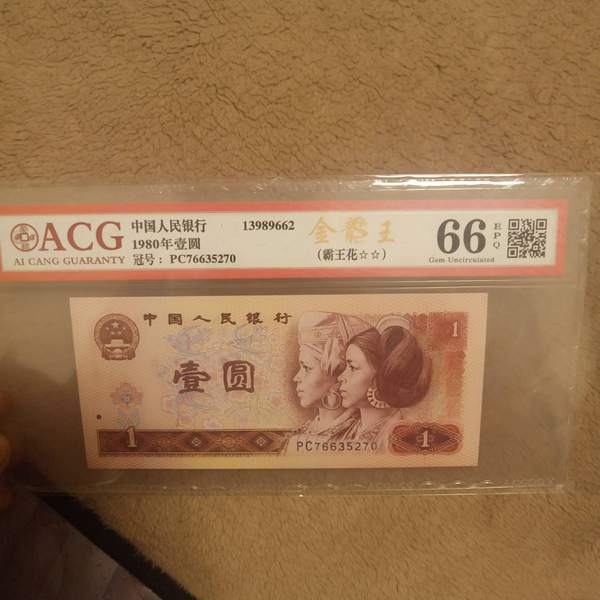 ACG
AI CANG GUARANTY
中国人民银行 13989662
1980年壹圆
冠号： PC76635270
金龙王
(霸王花☆☆)
66 EPQ
Gem Uncirculated
中国人民银行
1
壹圆
1
PC76635270
1